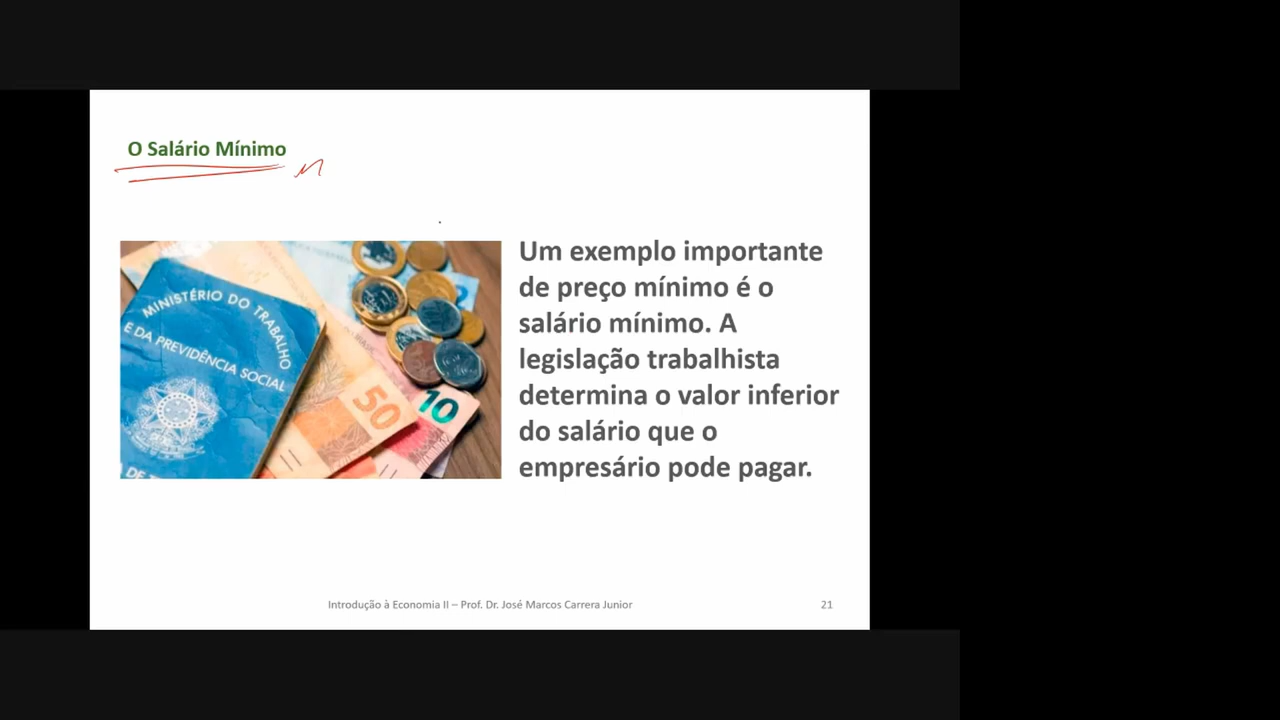 O Salário Mínimo
MINISTÉRIO DO TRABALHO
E DA PREVIDÊNCIA SOCIAL
50
10
Um exemplo importante
de preço mínimo é o
salário mínimo. A
legislação trabalhista
determina o valor inferior
do salário que o
empresário pode pagar.
Introdução à Economia II – Prof. Dr. José Marcos Carrera Junior
21